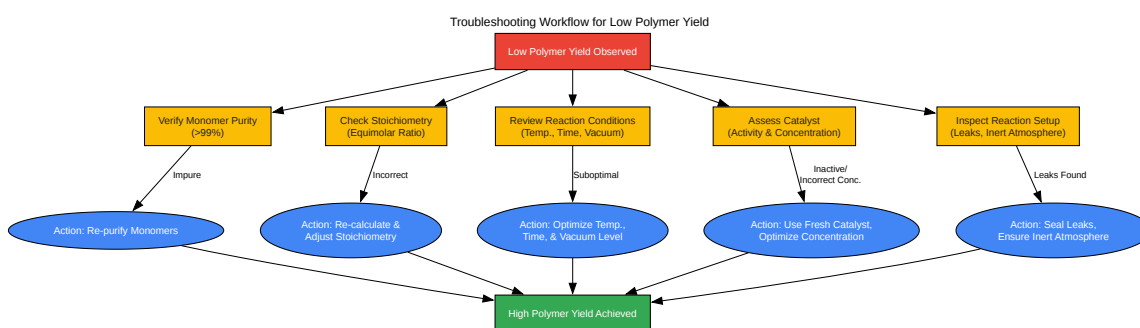 Troubleshooting Workflow for Low Polymer Yield
Low Polymer Yield Observed
Verify Monomer Purity
(>99%)
Check Stoichiometry
(Equimolar Ratio)
Review Reaction Conditions
(Temp., Time, Vacuum)
Assess Catalyst
(Activity & Concentration)
Inspect Reaction Setup
(Leaks, Inert Atmosphere)
Impure
Incorrect
Suboptimal
Inactive/
Incorrect Conc.
Leaks Found
Action: Re-purify Monomers
Action: Re-calculate &
Adjust Stoichiometry
Action: Optimize Temp.,
Time, & Vacuum Level
Action: Use Fresh Catalyst,
Optimize Concentration
Action: Seal Leaks,
Ensure Inert Atmosphere
High Polymer Yield Achieved